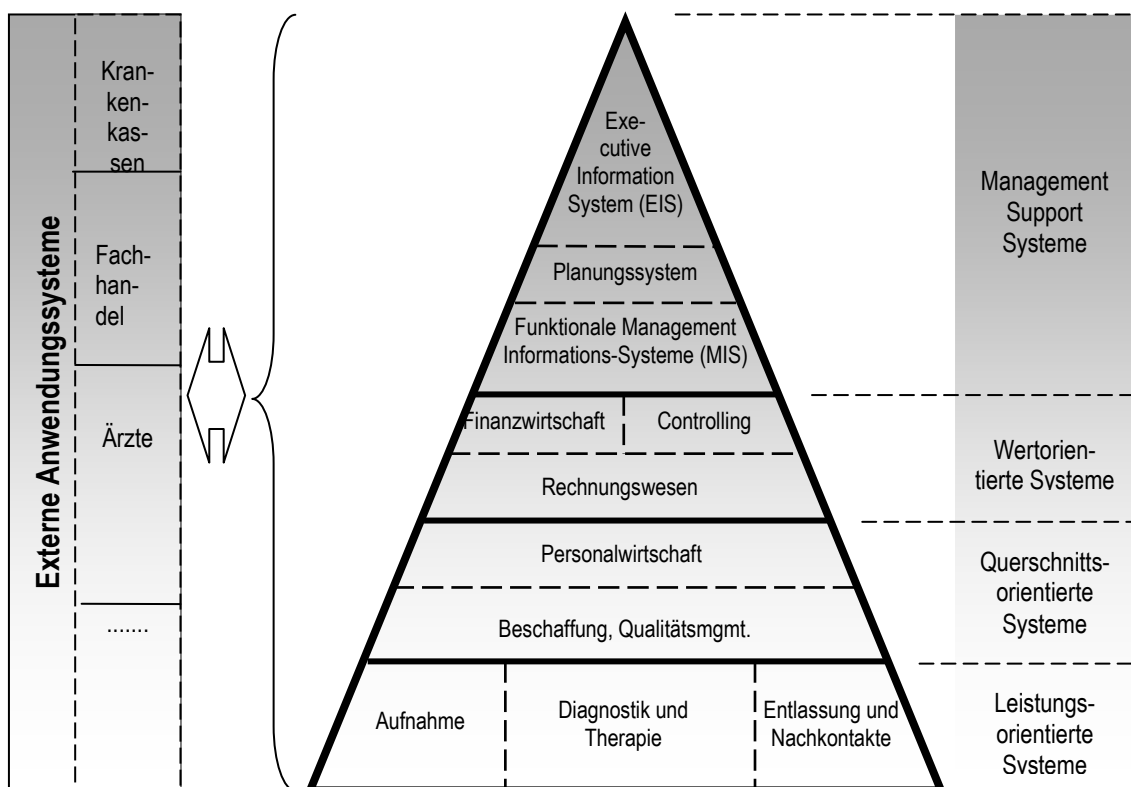 Externe Anwendungssysteme
Kran-
ken-
kas-
sen
Fach-
han-
del
Ärzte
.......
Exe-
cutive
Information
System (EIS)
Planungssystem
Funktionale Management
Informations-Systeme (MIS)
Finanzwirtschaft
Controlling
Rechnungswesen
Personalwirtschaft
Beschaffung, Qualitätsmgmt.
Aufnahme
Diagnostik und
Therapie
Entlassung und
Nachkontakte
Management
Support
Systeme
Wertorien-
tierte Systeme
Querschnitts-
orientierte
Systeme
Leistungs-
orientierte
Systeme